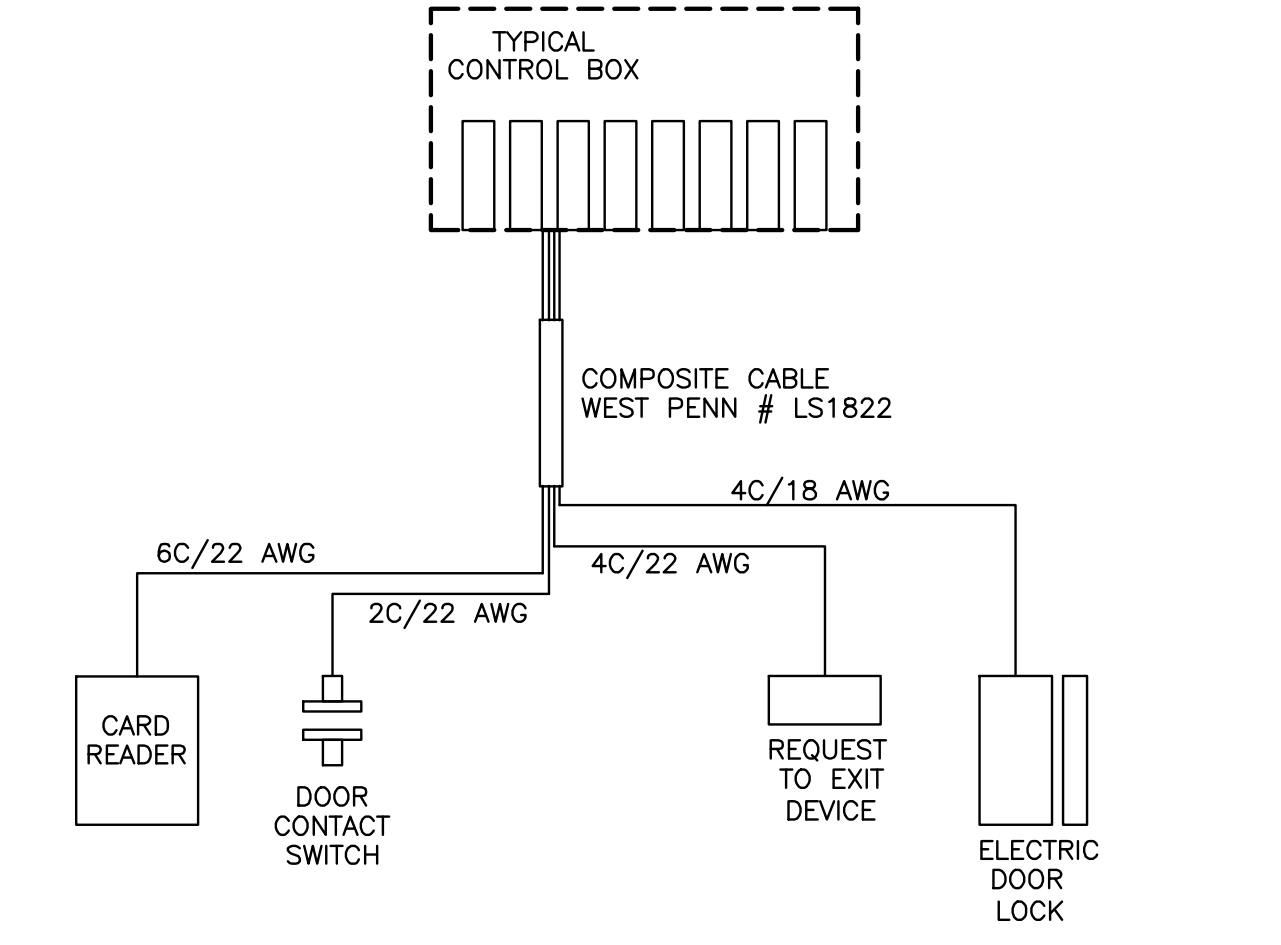 TYPICAL
CONTROL BOX
COMPOSITE CABLE
WEST PENN # LS1822
4C/18 AWG
6C/22 AWG
4C/22 AWG
2C/22 AWG
CARD
READER
DOOR
CONTACT
SWITCH
REQUEST
TO EXIT
DEVICE
ELECTRIC
DOOR
LOCK